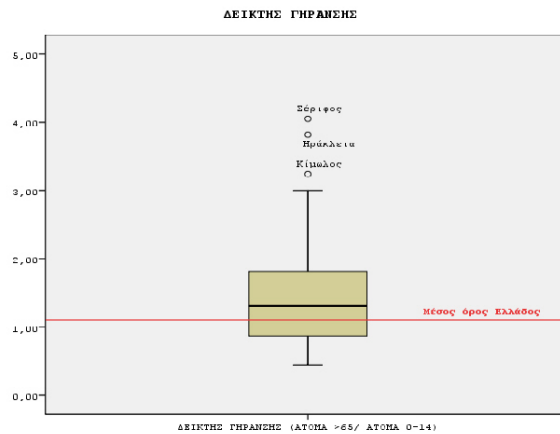 ΔΕΙΚΤΗΣ ΓΗΡΑΝΣΗΣ
5,00
Σέριφος
4,00
Ηράκλεια
Κίμωλος
3,00
2,00
Μέσος όρος Ελλάδος
1,00
0,00
ΔΕΙΚΤΗΣ ΓΗΡΑΝΣΗΣ (ΑΤΟΜΑ >65/ ΑΤΟΜΑ 0-14)